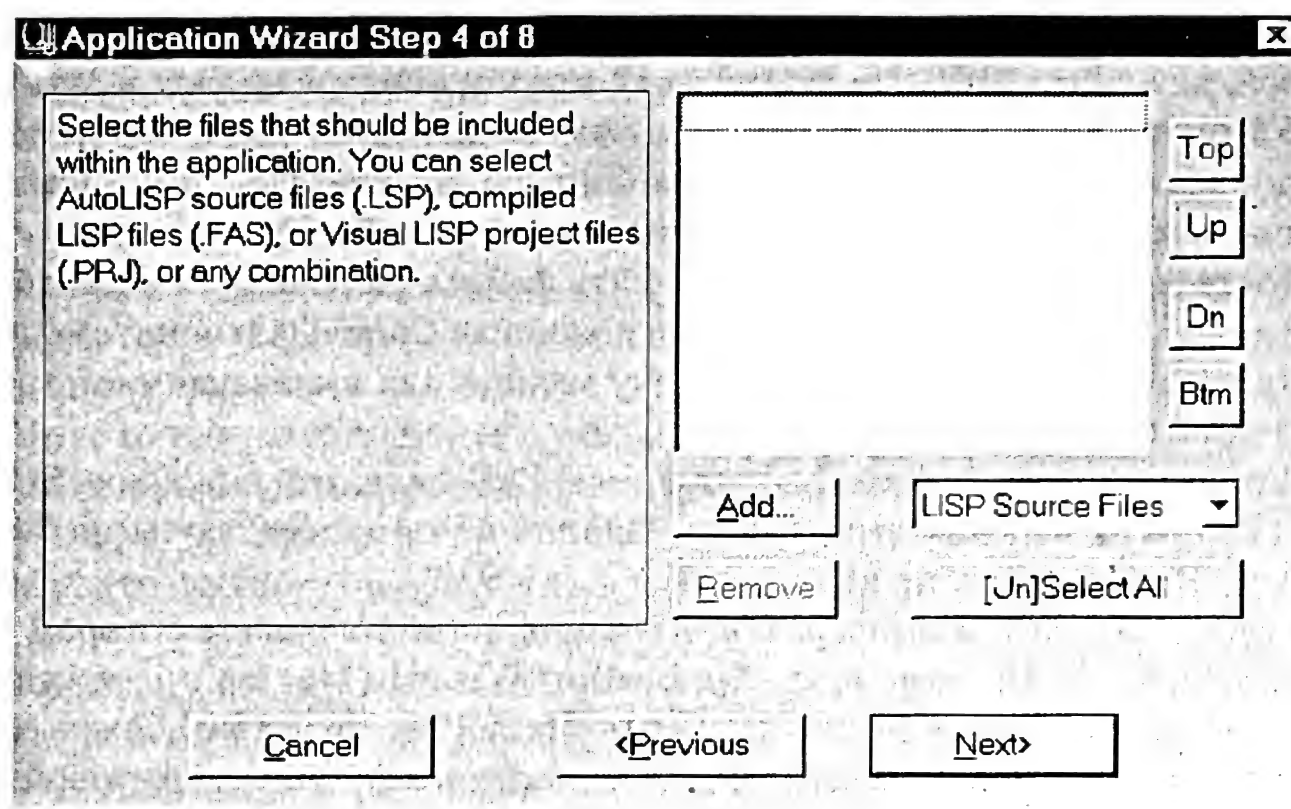 Application Wizard Step 4 of 8
Select the files that should be included
within the application. You can select
AutoLISP source files (.LSP), compiled
LISP files (.FAS), or Visual LISP project files
(.PRJ), or any combination.
Top
Up
Dn
Btm
Add...
LISP Source Files
Remove
[Un]Select All
Cancel
<Previous
Next>